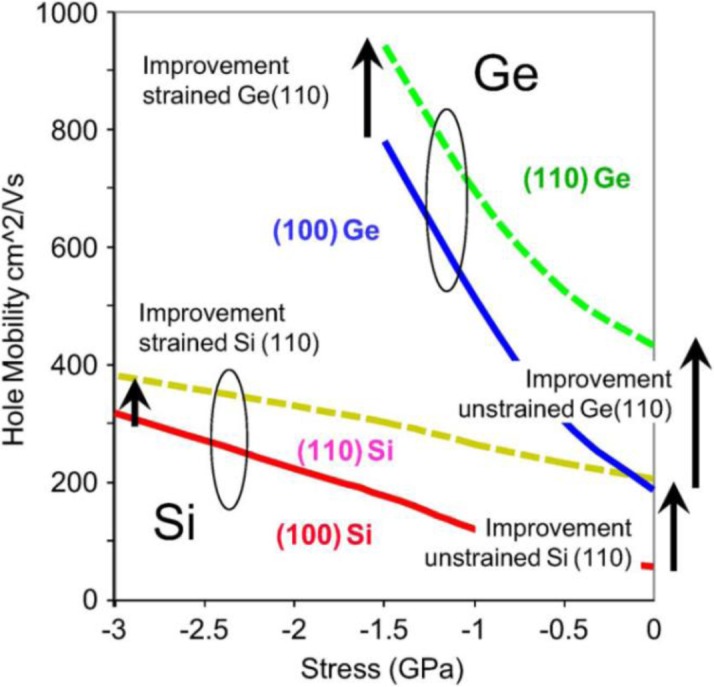 1000
800
600
400
200
0
Hole Mobility cm^2/Vs
Improvement
strained Ge(110)
Ge
(110) Ge
(100) Ge
Improvement
strained Si (110)
Improvement
unstrained Ge(110)
(110) Si
Si
(100) Si
Improvement
unstrained Si (110)
-3 -2.5 -2 -1.5 -1 -0.5 0
Stress (GPa)